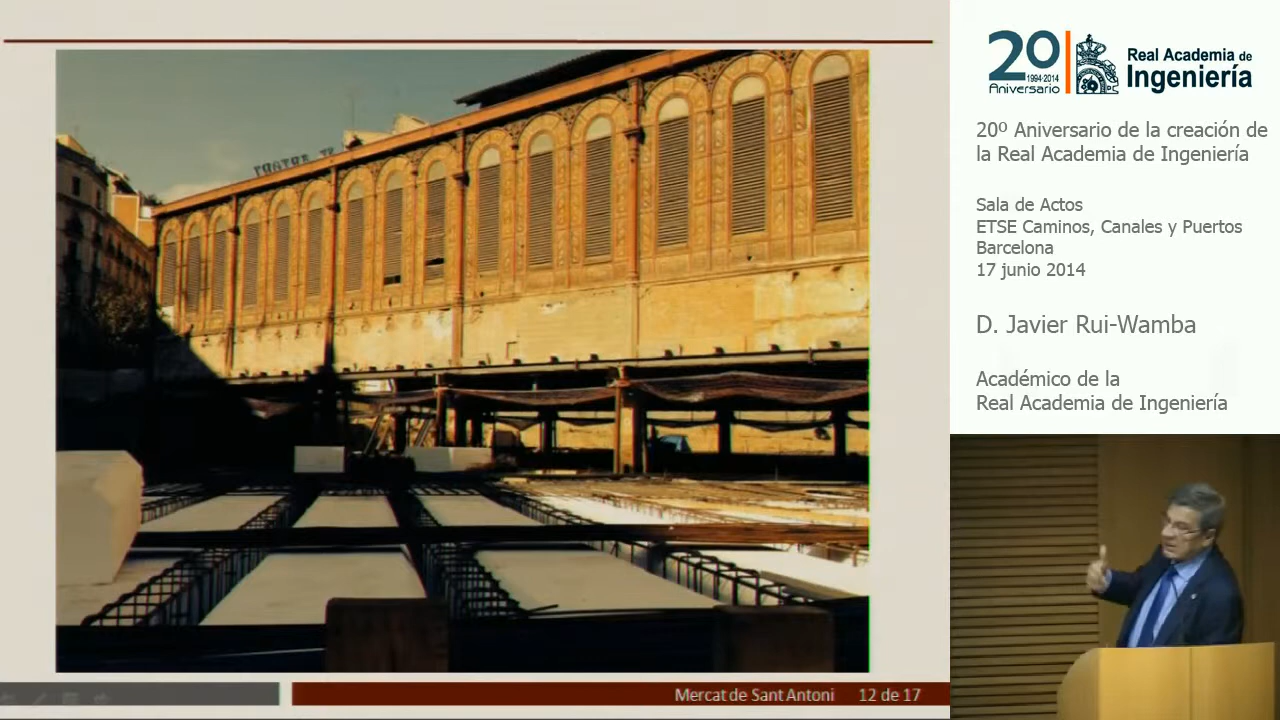 20
1994-2014
Aniversario
Real Academia de
Ingeniería
20º Aniversario de la creación de
la Real Academia de Ingeniería
Sala de Actos
ETSE Caminos, Canales y Puertos
Barcelona
17 junio 2014
D. Javier Rui-Wamba
Académico de la
Real Academia de Ingeniería
Mercat de Sant Antoni 12 de 17